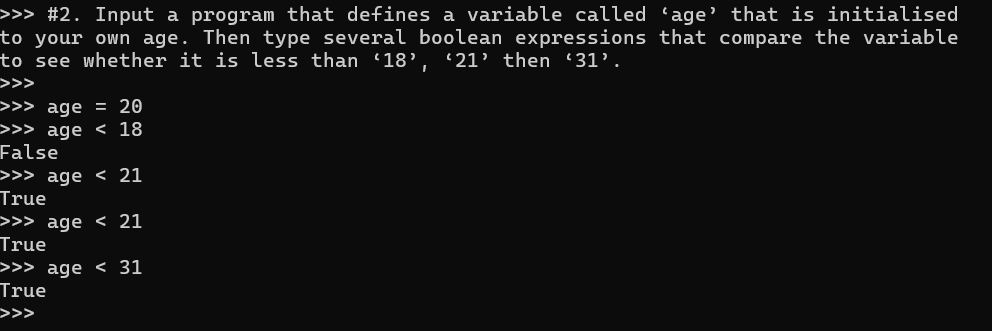 >>> #2. Input a program that defines a variable called ‘age’ that is initialised
to your own age. Then type several boolean expressions that compare the variable
to see whether it is less than ‘18’, ‘21’ then ‘31’.
>>>
>>> age = 20
>>> age < 18
False
>>> age < 21
True
>>> age < 21
True
>>> age < 31
True
>>>